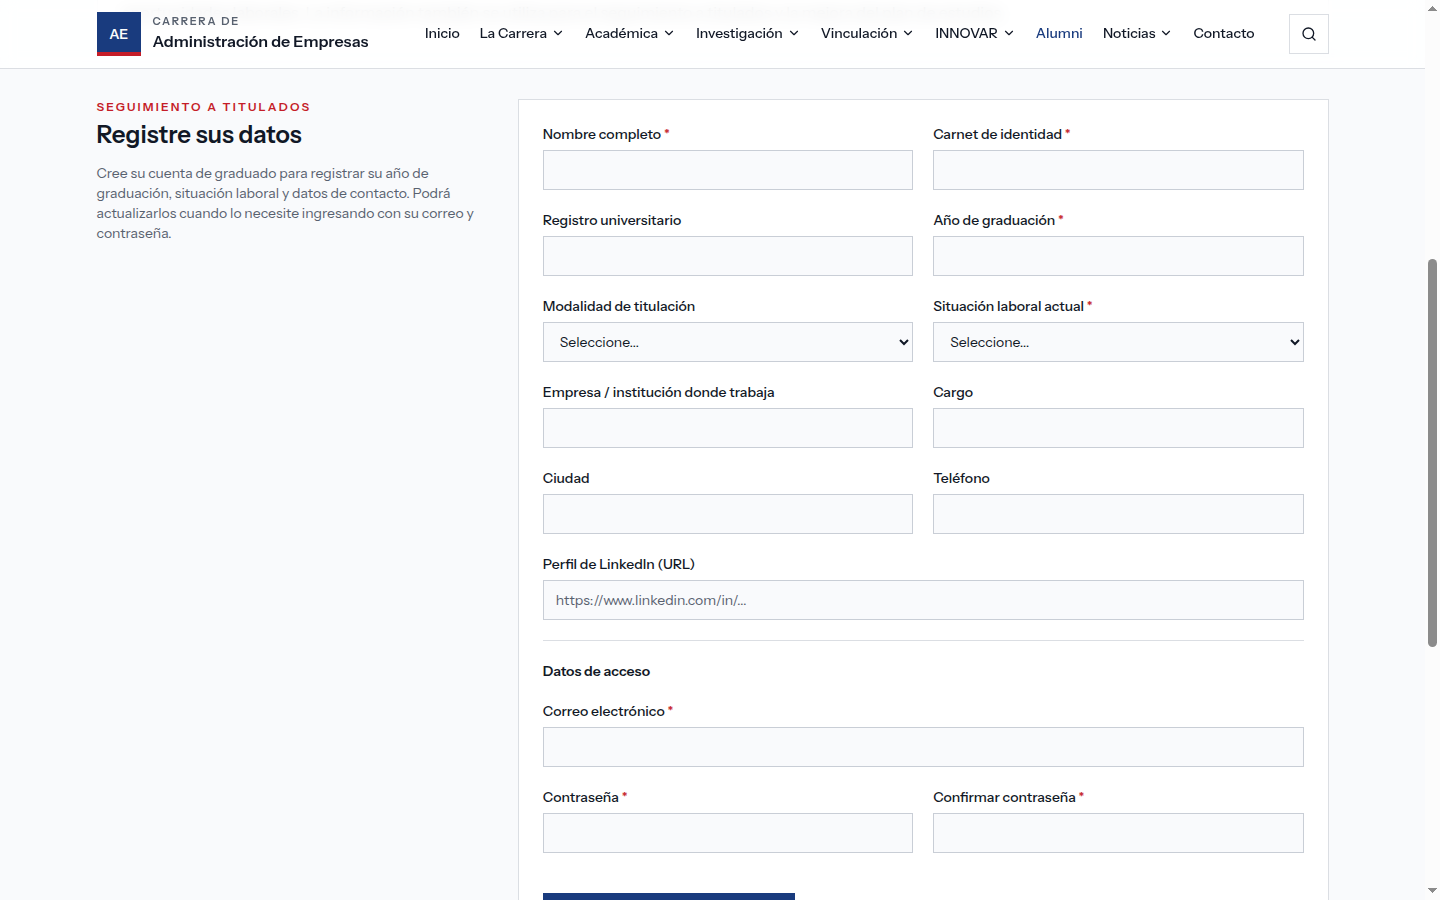 AE
CARRERA DE
Administración de Empresas
Inicio
La Carrera
Académica
Investigación
Vinculación
INNOVAR
Alumni
Noticias
Contacto
SEGUIMIENTO A TITULADOS
Registre sus datos
Cree su cuenta de graduado para registrar su año de
graduación, situación laboral y datos de contacto. Podrá
actualizarlos cuando lo necesite ingresando con su correo y
contraseña.
Nombre completo *
Carnet de identidad *
Registro universitario
Año de graduación *
Modalidad de titulación
Situación laboral actual *
Seleccione...
Seleccione...
Empresa / institución donde trabaja
Cargo
Ciudad
Teléfono
Perfil de LinkedIn (URL)
https://www.linkedin.com/in/...
Datos de acceso
Correo electrónico *
Contraseña *
Confirmar contraseña *